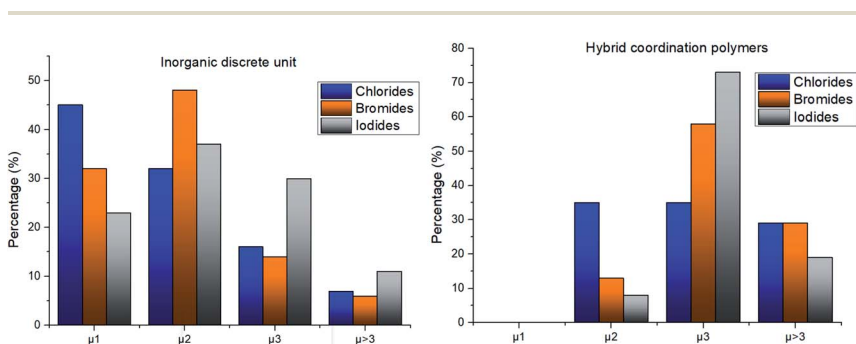 Inorganic discrete unit
Chlorides
Bromides
Iodides
Percentage (%)
50
40
30
20
10
0
µ1
µ2
µ3
µ>3
Hybrid coordination polymers
Chlorides
Bromides
Iodides
Percentage (%)
80
70
60
50
40
30
20
10
0
µ1
µ2
µ3
µ>3